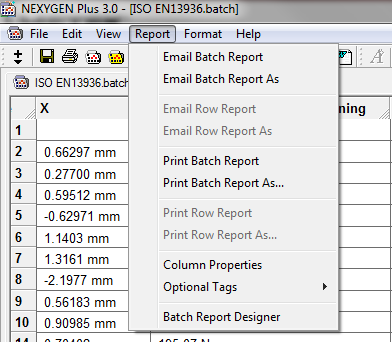 NEXYGEN Plus 3.0 - [ISO EN13936.batch]
File Edit View Report Format Help
ISO EN13936.batch
X
1
2 0.66297 mm
3 0.27700 mm
4 0.59512 mm
5 -0.62971 mm
6 1.1403 mm
7 1.3161 mm
8 -2.1977 mm
9 0.56183 mm
10 0.90985 mm
Email Batch Report
Email Batch Report As
Email Row Report
Email Row Report As
Print Batch Report
Print Batch Report As...
Print Row Report
Print Row Report As...
Column Properties
Optional Tags
Batch Report Designer